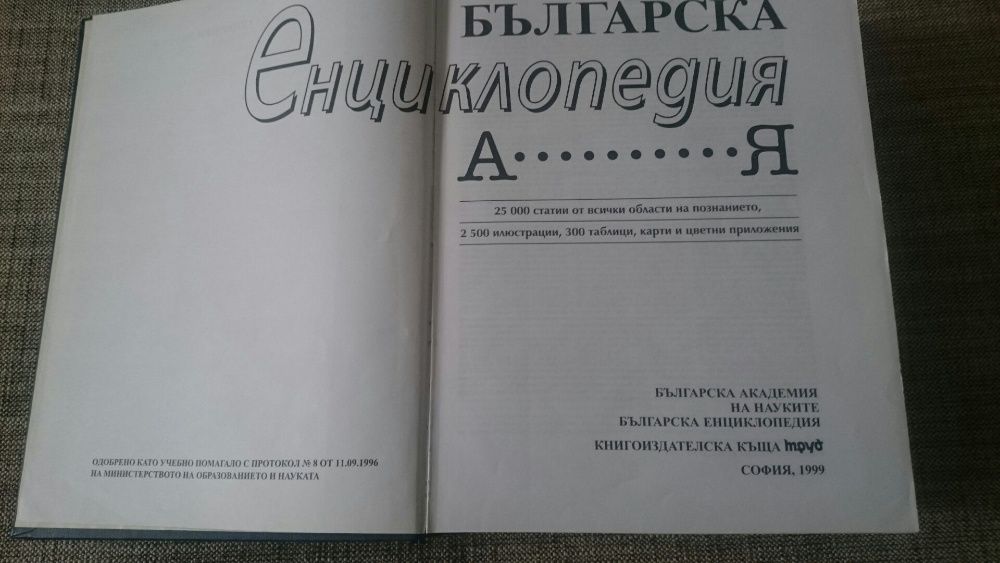 БЪЛГАРСКА
енциклопедия
А··········Я
25 000 статии от всички области на познанието,
2 500 илюстрации, 300 таблици, карти и цветни приложения
БЪЛГАРСКА АКАДЕМИЯ
НА НАУКИТЕ
БЪЛГАРСКА ЕНЦИКЛОПЕДИЯ
КНИГОИЗДАТЕЛСКА КЪЩА труд
СОФИЯ, 1999
ОДОБРЕНО КАТО УЧЕБНО ПОМАГАЛО С ПРОТОКОЛ № 8 ОТ 11.09.1996
НА МИНИСТЕРСТВОТО НА ОБРАЗОВАНИЕТО И НАУКАТА